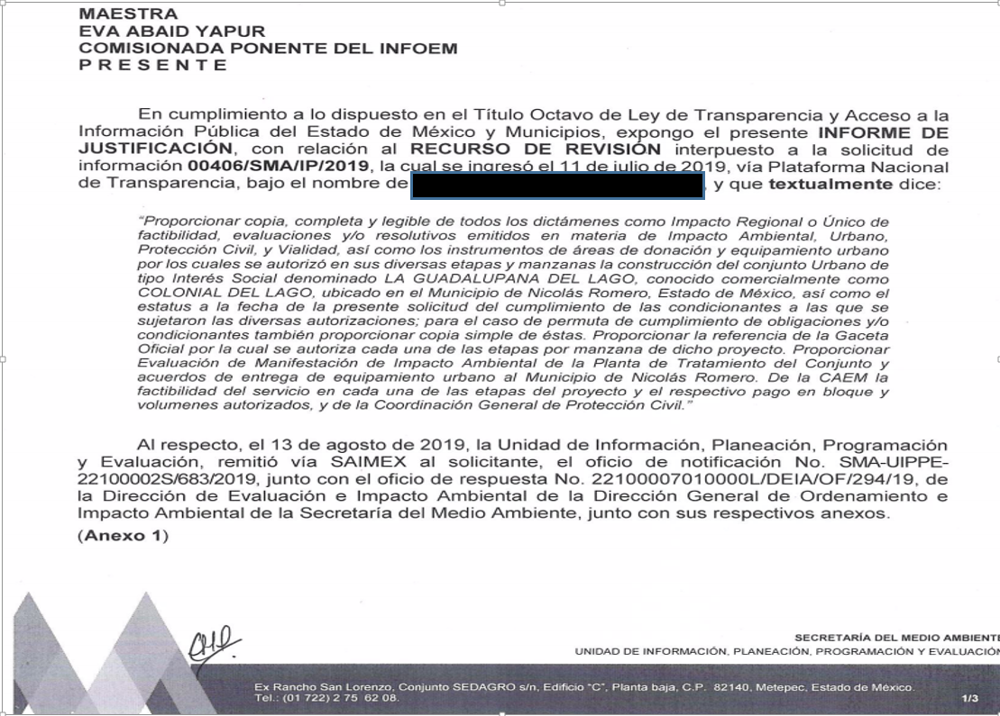 MAESTRA
EVA ABAID YAPUR
COMISIONADA PONENTE DEL INFOEM
P R E S E N T E
En cumplimiento a lo dispuesto en el Título Octavo de Ley de Transparencia y Acceso a la
Información Pública del Estado de México y Municipios, expongo el presente INFORME DE
JUSTIFICACIÓN, con relación al RECURSO DE REVISIÓN interpuesto a la solicitud de
información 00406/SMA/IP/2019, la cual se ingresó el 11 de julio de 2019, vía Plataforma Nacional
de Transparencia, bajo el nombre de , y que textualmente dice:
“Proporcionar copia, completa y legible de todos los dictámenes como Impacto Regional o Único de
factibilidad, evaluaciones y/o resolutivos emitidos en materia de Impacto Ambiental, Urbano,
Protección Civil, y Vialidad, así como los instrumentos de áreas de donación y equipamiento urbano
por los cuales se autorizó en sus diversas etapas y manzanas la construcción del conjunto Urbano de
tipo Interés Social denominado LA GUADALUPANA DEL LAGO, conocido comercialmente como
COLONIAL DEL LAGO, ubicado en el Municipio de Nicolás Romero, Estado de México, así como el
estatus a la fecha de la presente solicitud del cumplimiento de las condicionantes a las que se
sujetaron las diversas autorizaciones; para el caso de permuta de cumplimiento de obligaciones y/o
condicionantes también proporcionar copia simple de éstas. Proporcionar la referencia de la Gaceta
Oficial por la cual se autoriza cada una de las etapas por manzana de dicho proyecto. Proporcionar
Evaluación de Manifestación de Impacto Ambiental de la Planta de Tratamiento del Conjunto y
acuerdos de entrega de equipamiento urbano al Municipio de Nicolás Romero. De la CAEM la
factibilidad del servicio en cada una de las etapas del proyecto y el respectivo pago en bloque y
volumenes autorizados, y de la Coordinación General de Protección Civil.”
Al respecto, el 13 de agosto de 2019, la Unidad de Información, Planeación, Programación
y Evaluación, remitió vía SAIMEX al solicitante, el oficio de notificación No. SMA-UIPPE-
22100002S/683/2019, junto con el oficio de respuesta No. 22100007010000L/DEIA/OF/294/19, de
la Dirección de Evaluación e Impacto Ambiental de la Dirección General de Ordenamiento e
Impacto Ambiental de la Secretaría del Medio Ambiente, junto con sus respectivos anexos.
(Anexo 1)
SECRETARÍA DEL MEDIO AMBIENTE
UNIDAD DE INFORMACIÓN, PLANEACIÓN, PROGRAMACIÓN Y EVALUACIÓN
Ex Rancho San Lorenzo, Conjunto SEDAGRO s/n, Edificio “C”, Planta baja, C.P. 82140, Metepec, Estado de México.
Tel.: (01 722) 2 75 62 08.
1/3